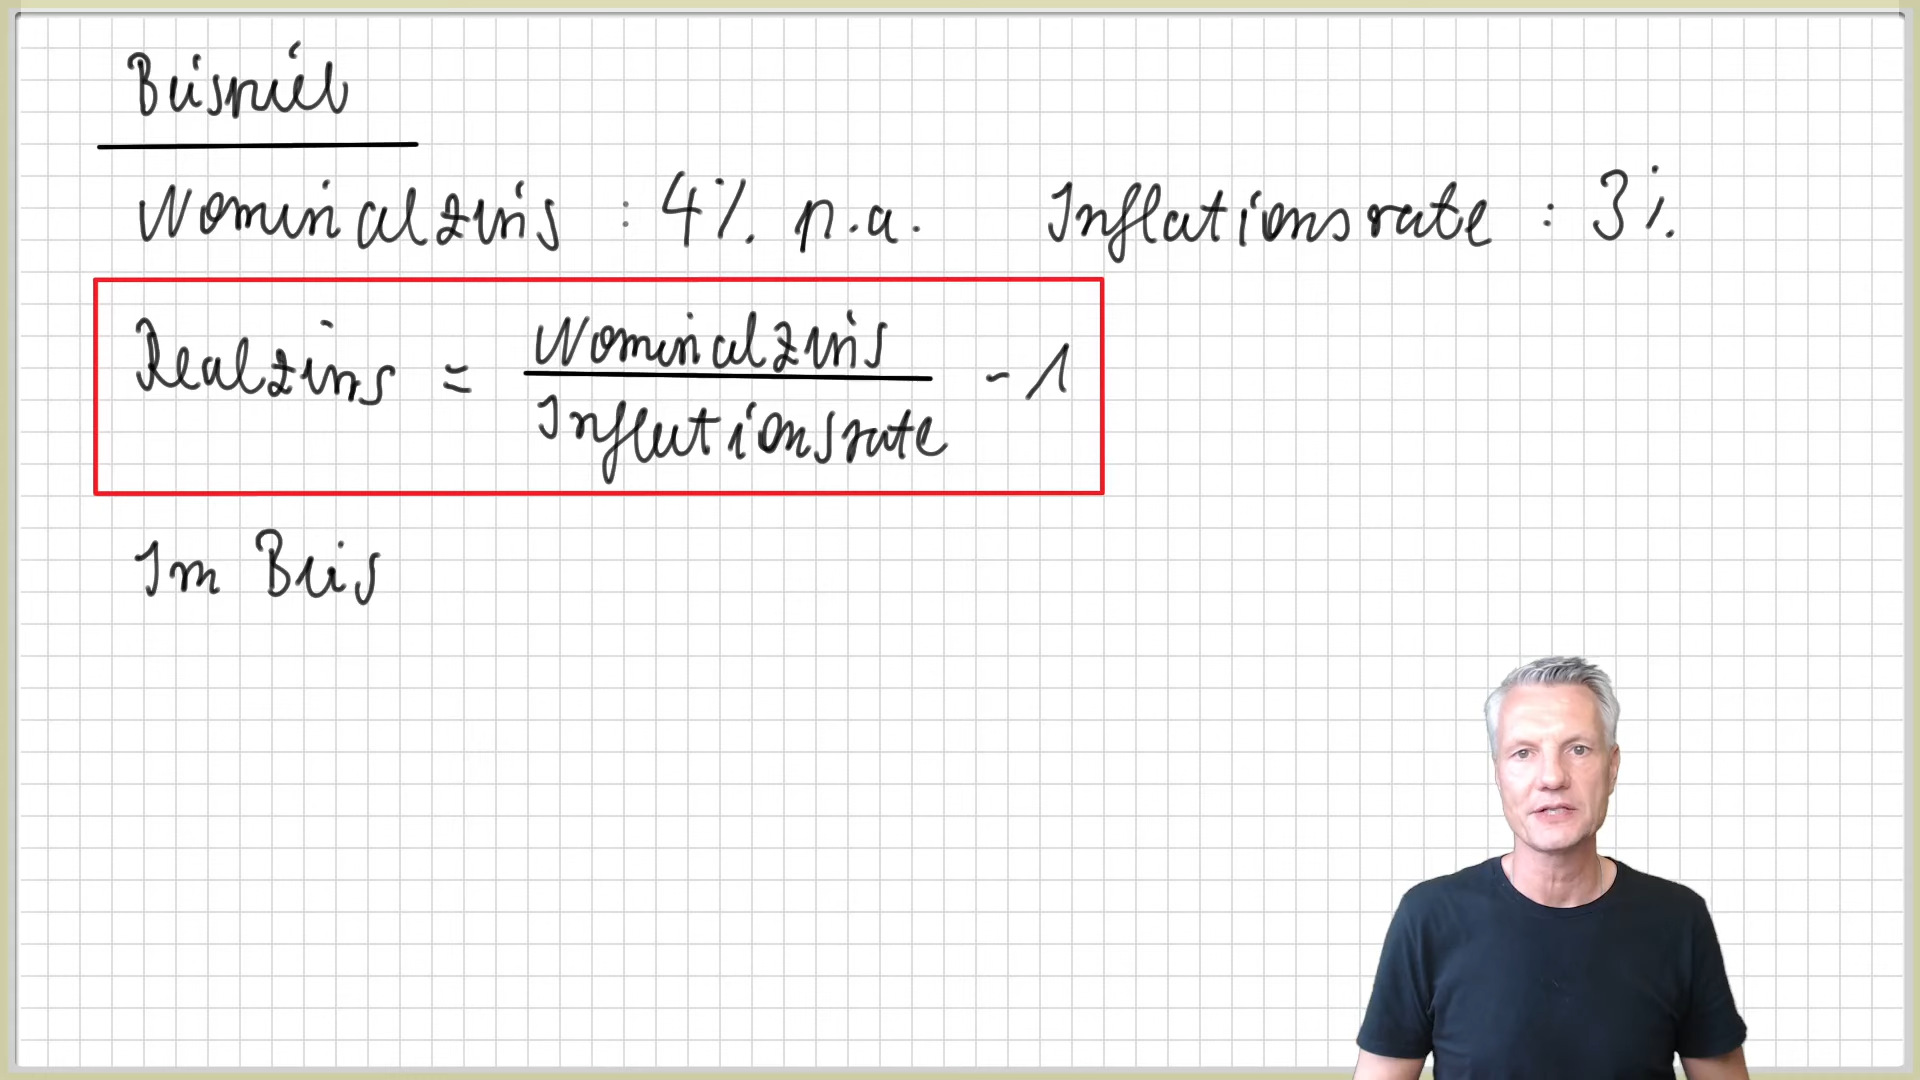 Beispiel
Nominalzins : 4% p.a. Inflationsrate : 3%
Realzins = Nominalzins / Inflationsrate - 1
Im Beis